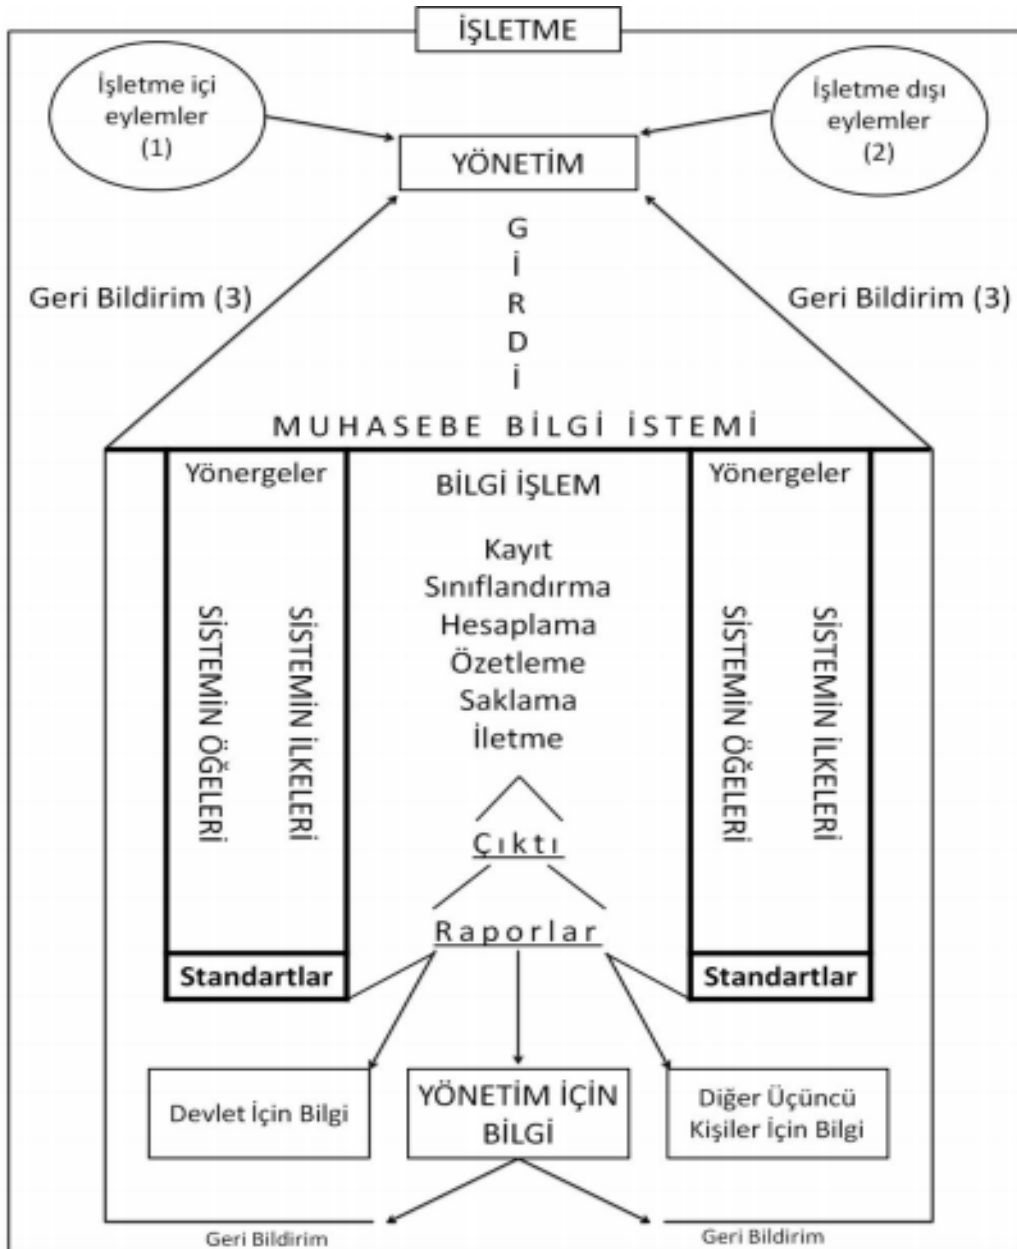 İŞLETME
İşletme içi
eylemler
(1)
İşletme dışı
eylemler
(2)
YÖNETİM
GİRDİ
Geri Bildirim (3)
Geri Bildirim (3)
MUHASEBE BİLGİ İSTEMİ
Yönergeler
SİSTEMİN ÖĞELERİ
SİSTEMİN İLKELERİ
Standartlar
BİLGİ İŞLEM
Kayıt
Sınıflandırma
Hesaplama
Özetleme
Saklama
İletme
Çıktı
Raporlar
Yönergeler
SİSTEMİN ÖĞELERİ
SİSTEMİN İLKELERİ
Standartlar
Devlet İçin Bilgi
YÖNETİM İÇİN
BİLGİ
Diğer Üçüncü
Kişiler İçin Bilgi
Geri Bildirim
Geri Bildirim